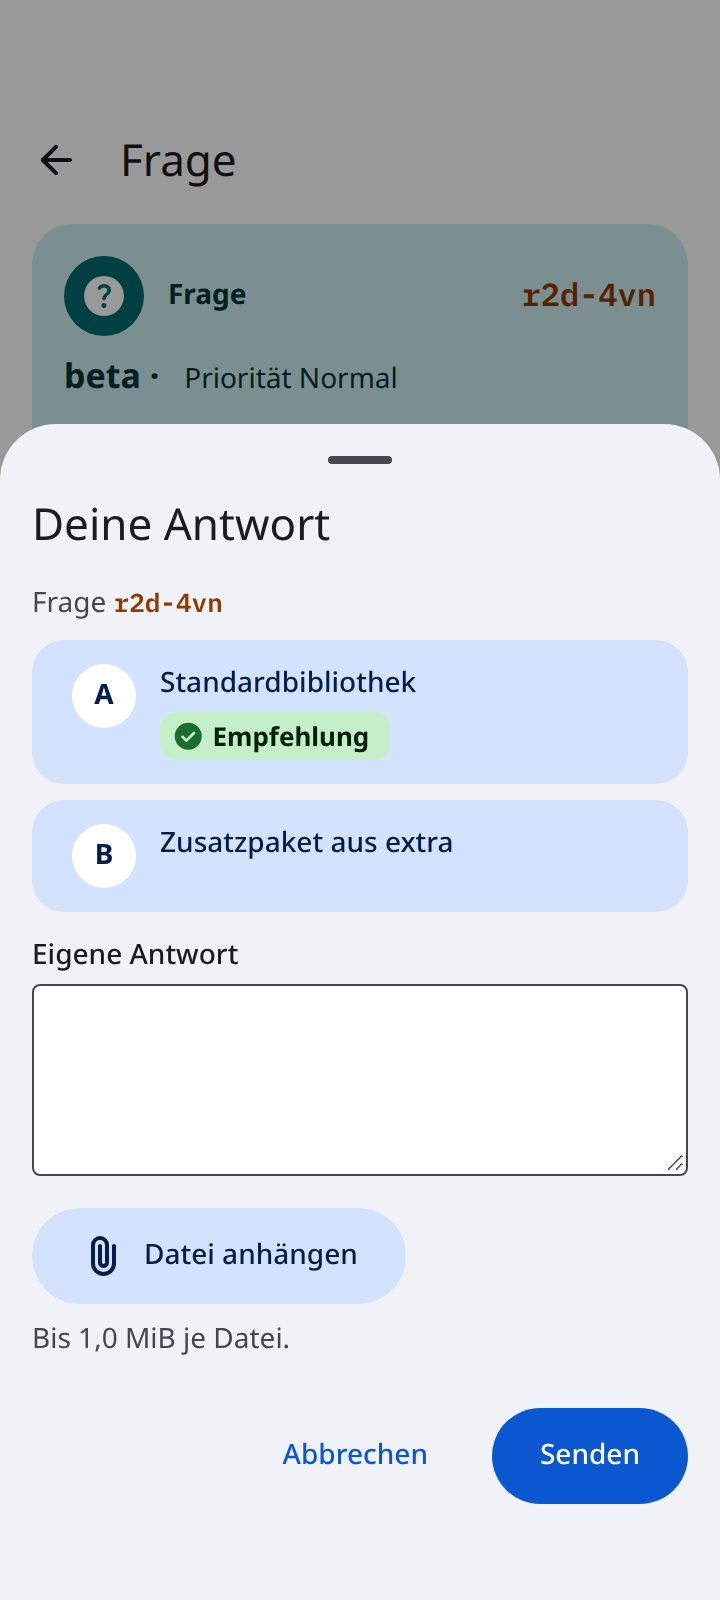 Frage
Frage r2d-4vn
beta · Priorität Normal
Deine Antwort
Frage r2d-4vn
A Standardbibliothek
Empfehlung
B Zusatzpaket aus extra
Eigene Antwort
Datei anhängen
Bis 1,0 MiB je Datei.
Abbrechen Senden